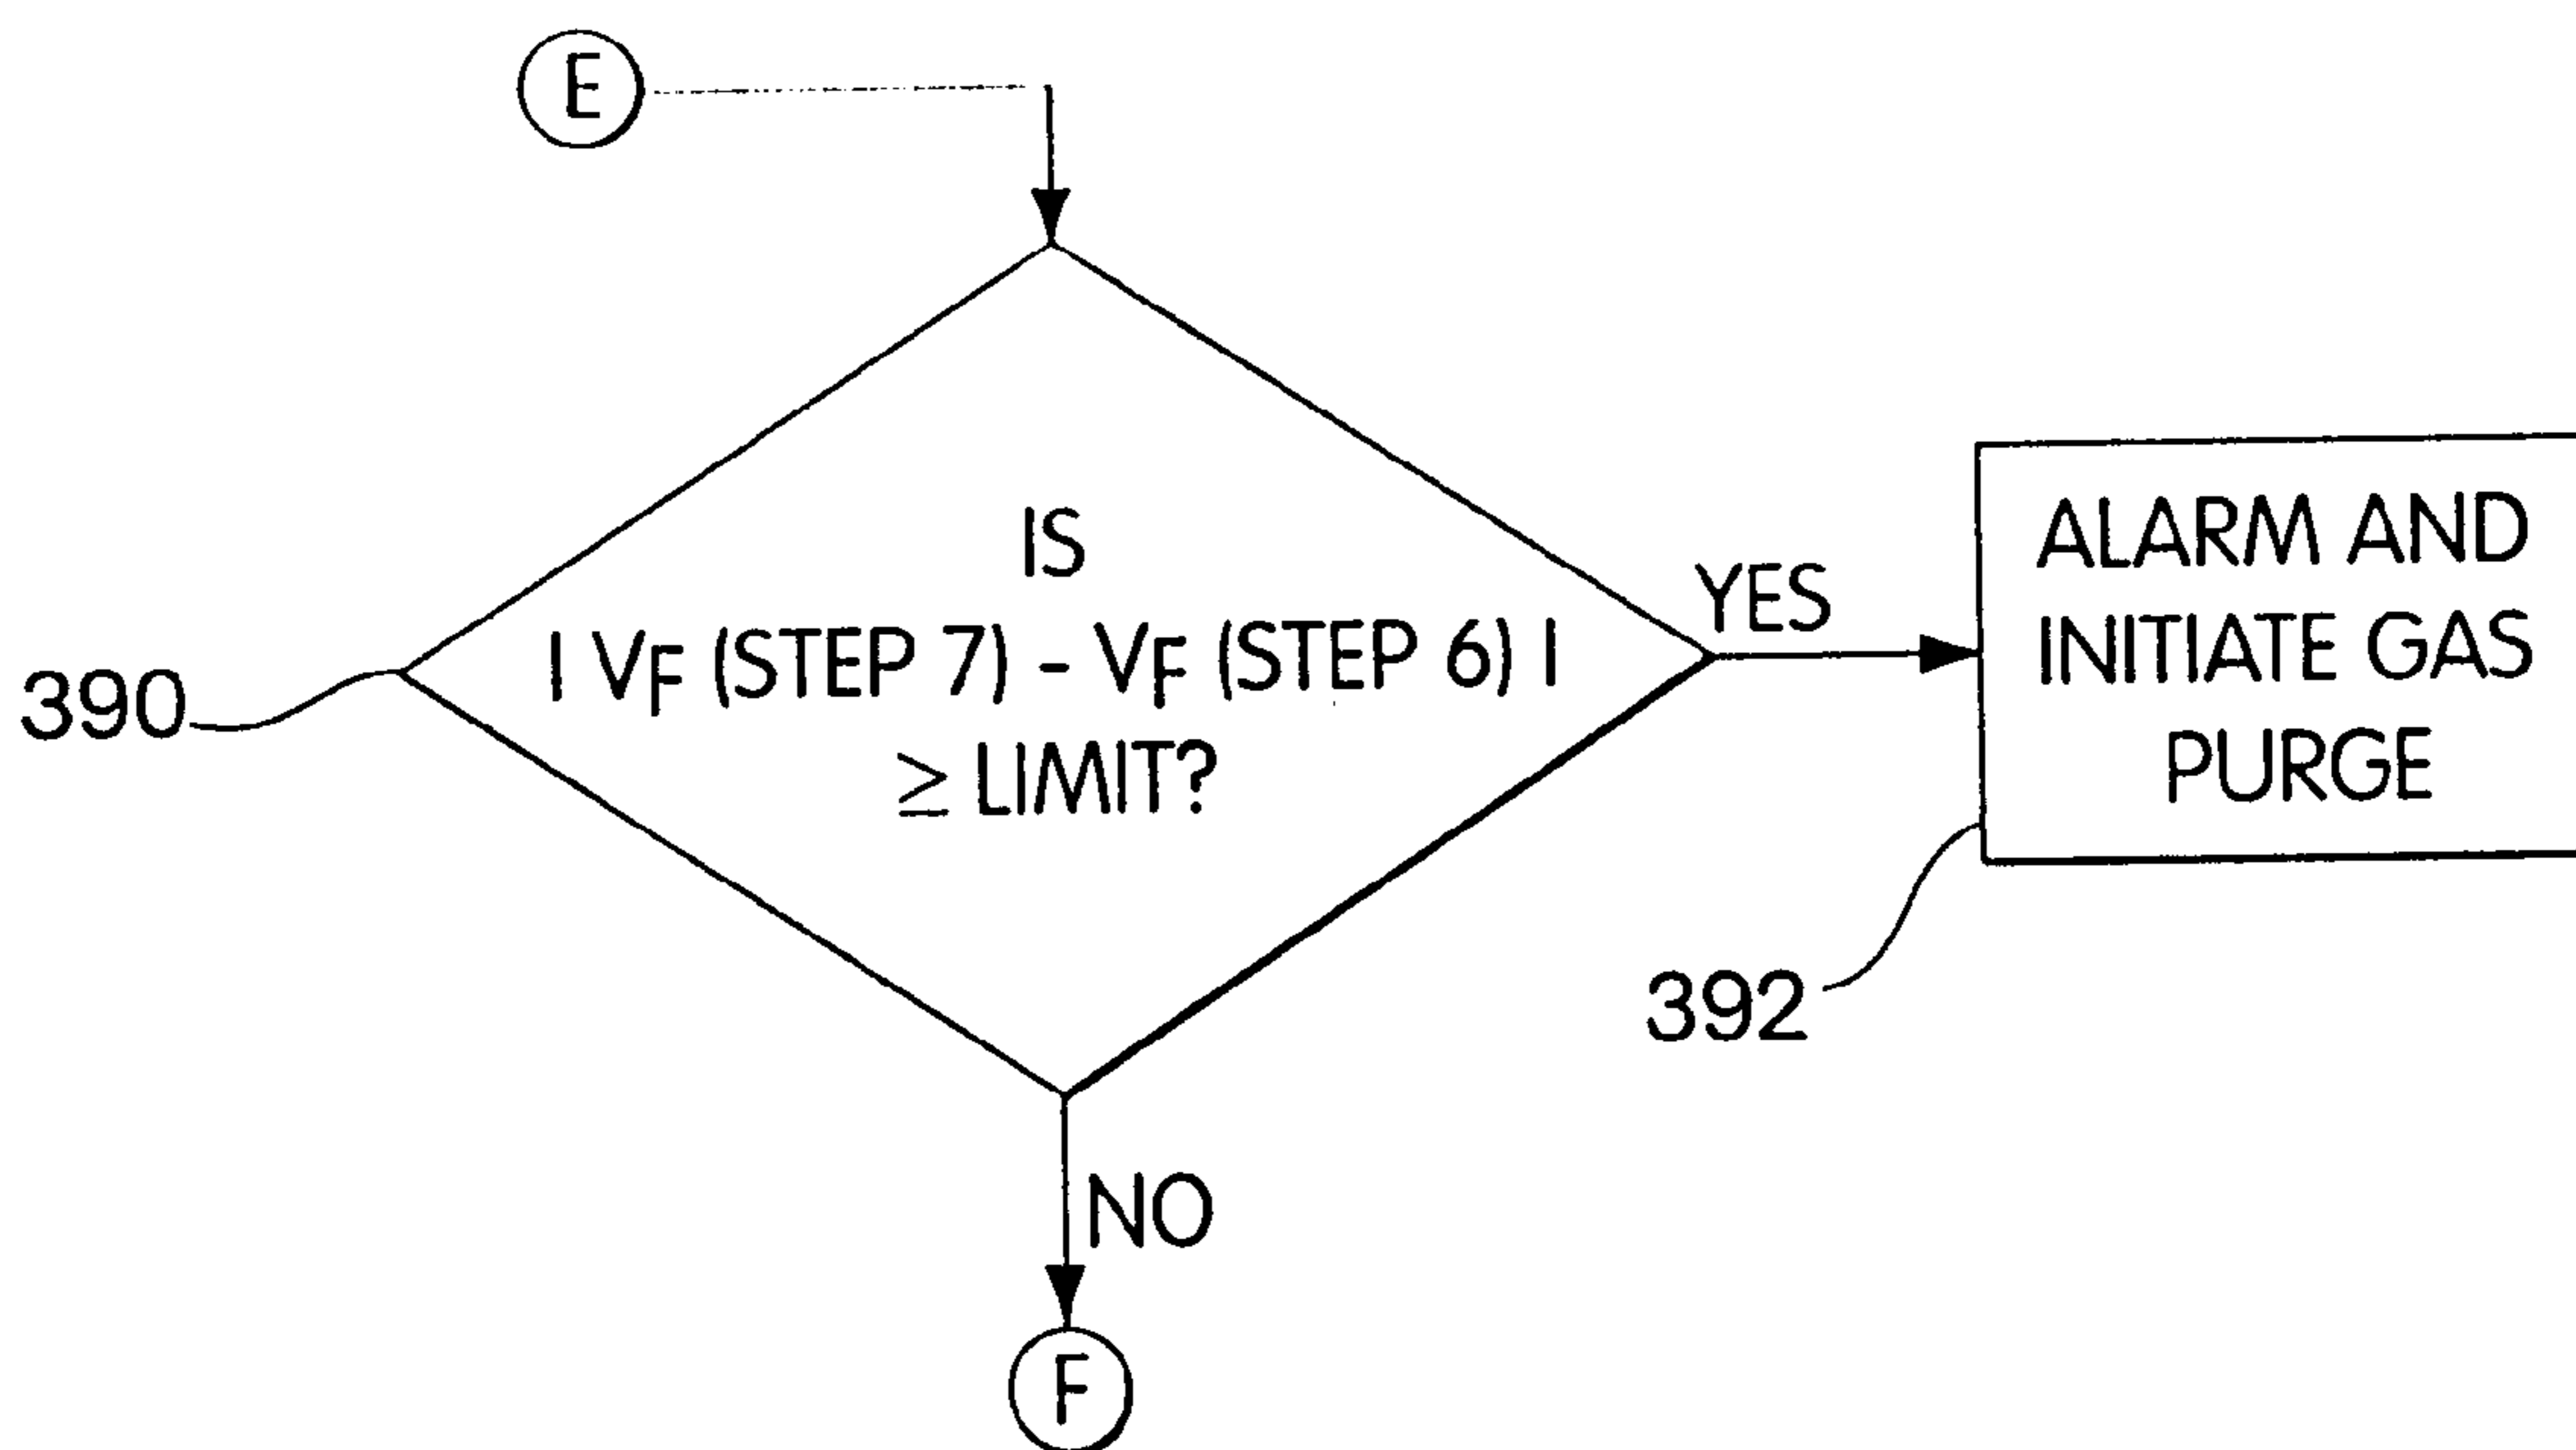 E
IS
| VF (STEP 7) - VF (STEP 6) |
≥ LIMIT?
390
YES
ALARM AND
INITIATE GAS
PURGE
392
NO
F